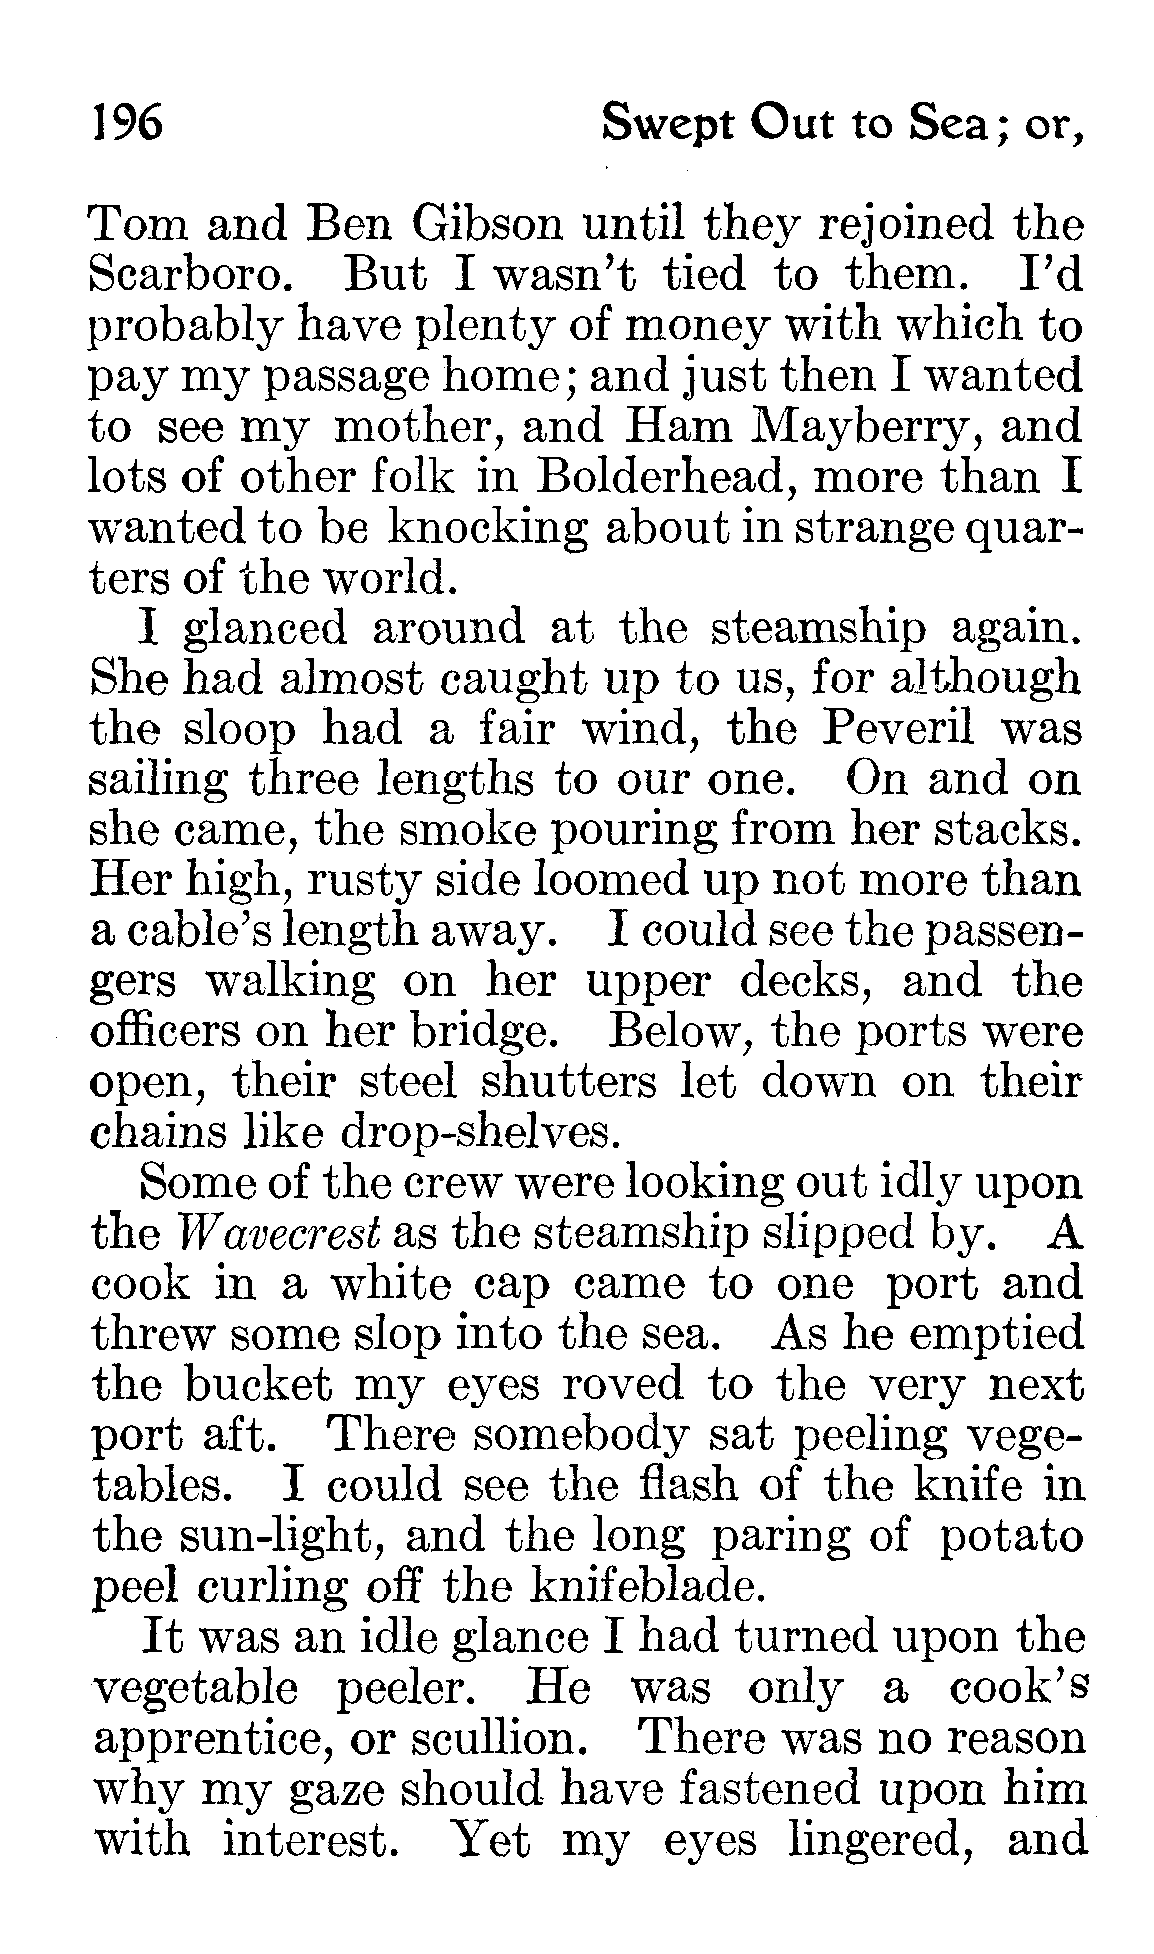 196 Swept Out to Sea; or,
Tom and Ben Gibson until they rejoined the
Scarboro. But I wasn't tied to them. I'd
probably have plenty of money with which to
pay my passage home; and just then I wanted
to see my mother, and Ham Mayberry, and
lots of other folk in Bolderhead, more than I
wanted to be knocking about in strange quar-
ters of the world.
I glanced around at the steamship again.
She had almost caught up to us, for although
the sloop had a fair wind, the Peveril was
sailing three lengths to our one. On and on
she came, the smoke pouring from her stacks.
Her high, rusty side loomed up not more than
a cable's length away. I could see the passen-
gers walking on her upper decks, and the
officers on her bridge. Below, the ports were
open, their steel shutters let down on their
chains like drop-shelves.
Some of the crew were looking out idly upon
the Wavecrest as the steamship slipped by. A
cook in a white cap came to one port and
threw some slop into the sea. As he emptied
the bucket my eyes roved to the very next
port aft. There somebody sat peeling vege-
tables. I could see the flash of the knife in
the sun-light, and the long paring of potato
peel curling off the knifeblade.
It was an idle glance I had turned upon the
vegetable peeler. He was only a cook's
apprentice, or scullion. There was no reason
why my gaze should have fastened upon him
with interest. Yet my eyes lingered, and